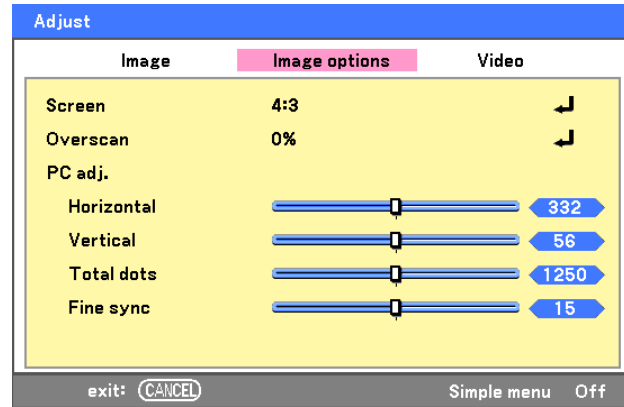 Adjust
Image Image options Video
Screen 4:3
Overscan 0%
PC adj.
Horizontal 332
Vertical 56
Total dots 1250
Fine sync 15
exit: CANCEL Simple menu Off